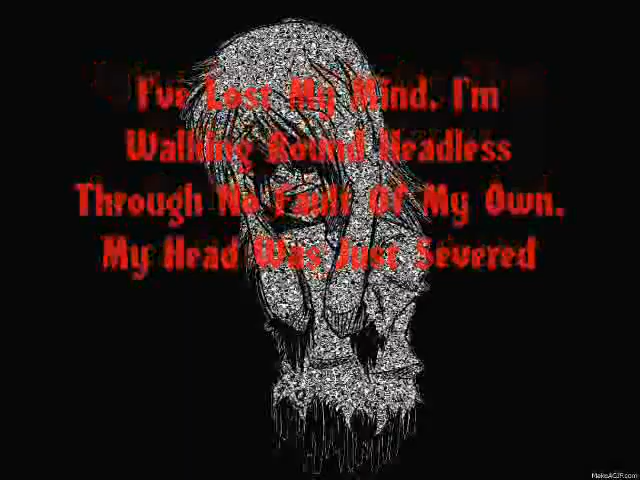 I've Lost My Mind. I'm
Walking Round Headless
Through No Fault Of My Own.
My Head Was Just Severed
MakeAGIF.com